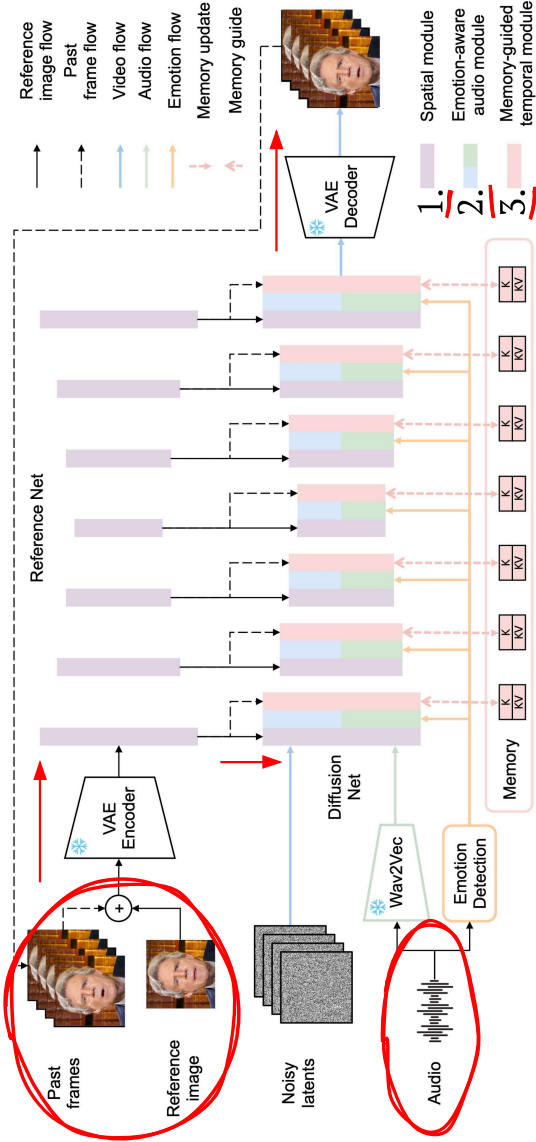 Past
frames
Reference
image
Noisy
latents
Audio
+
VAE
Encoder
Wav2Vec
Emotion
Detection
Reference Net
Diffusion
Net
Memory
K
KV
K
KV
K
KV
K
KV
K
KV
K
KV
K
KV
VAE
Decoder
Reference
image flow
Past
frame flow
Video flow
Audio flow
Emotion flow
Memory update
Memory guide
1. Spatial module
2. Emotion-aware
audio module
3. Memory-guided
temporal module